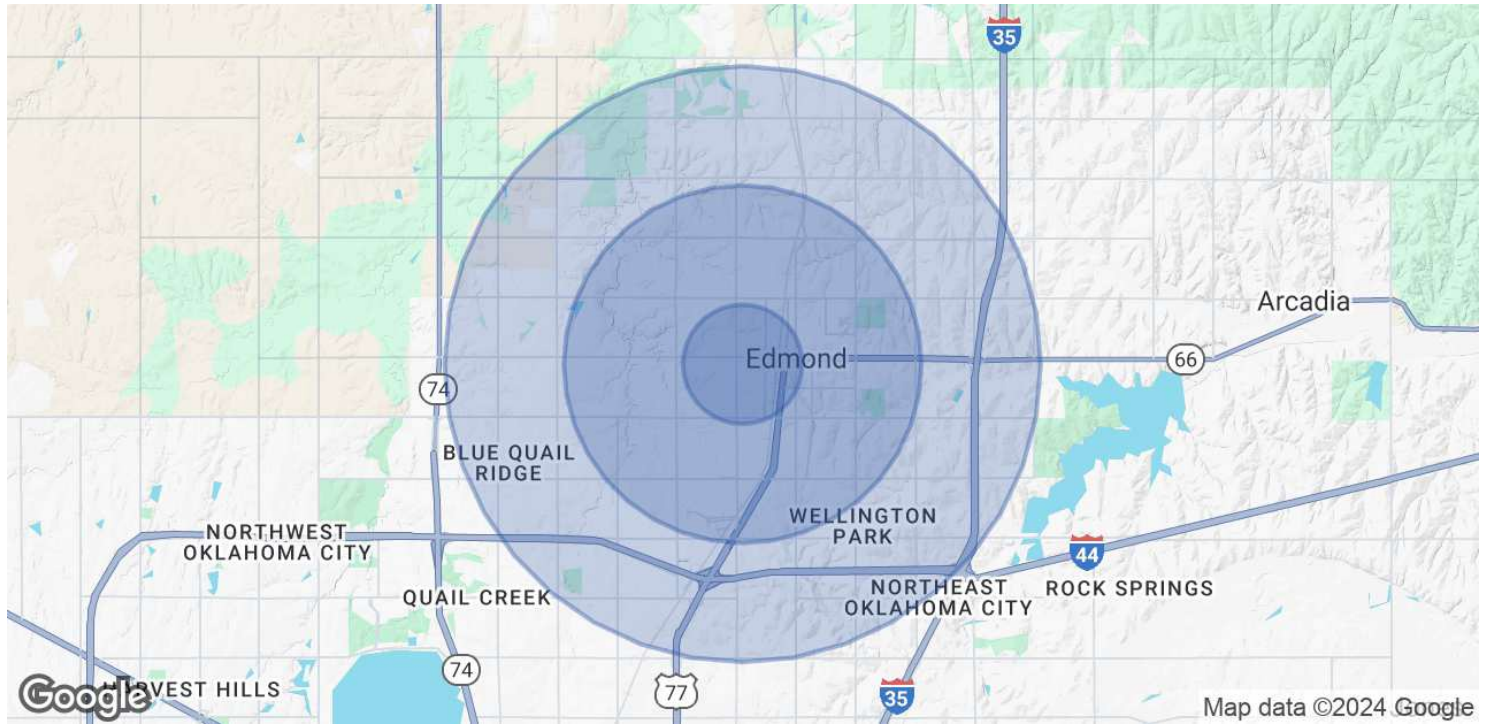 35
Arcadia
Edmond
66
74
BLUE QUAIL
RIDGE
WELLINGTON
PARK
NORTHWEST
OKLAHOMA CITY
44
QUAIL CREEK
NORTHEAST
OKLAHOMA CITY
ROCK SPRINGS
74
77
35
HARVEST HILLS
Google
Map data ©2024 Google